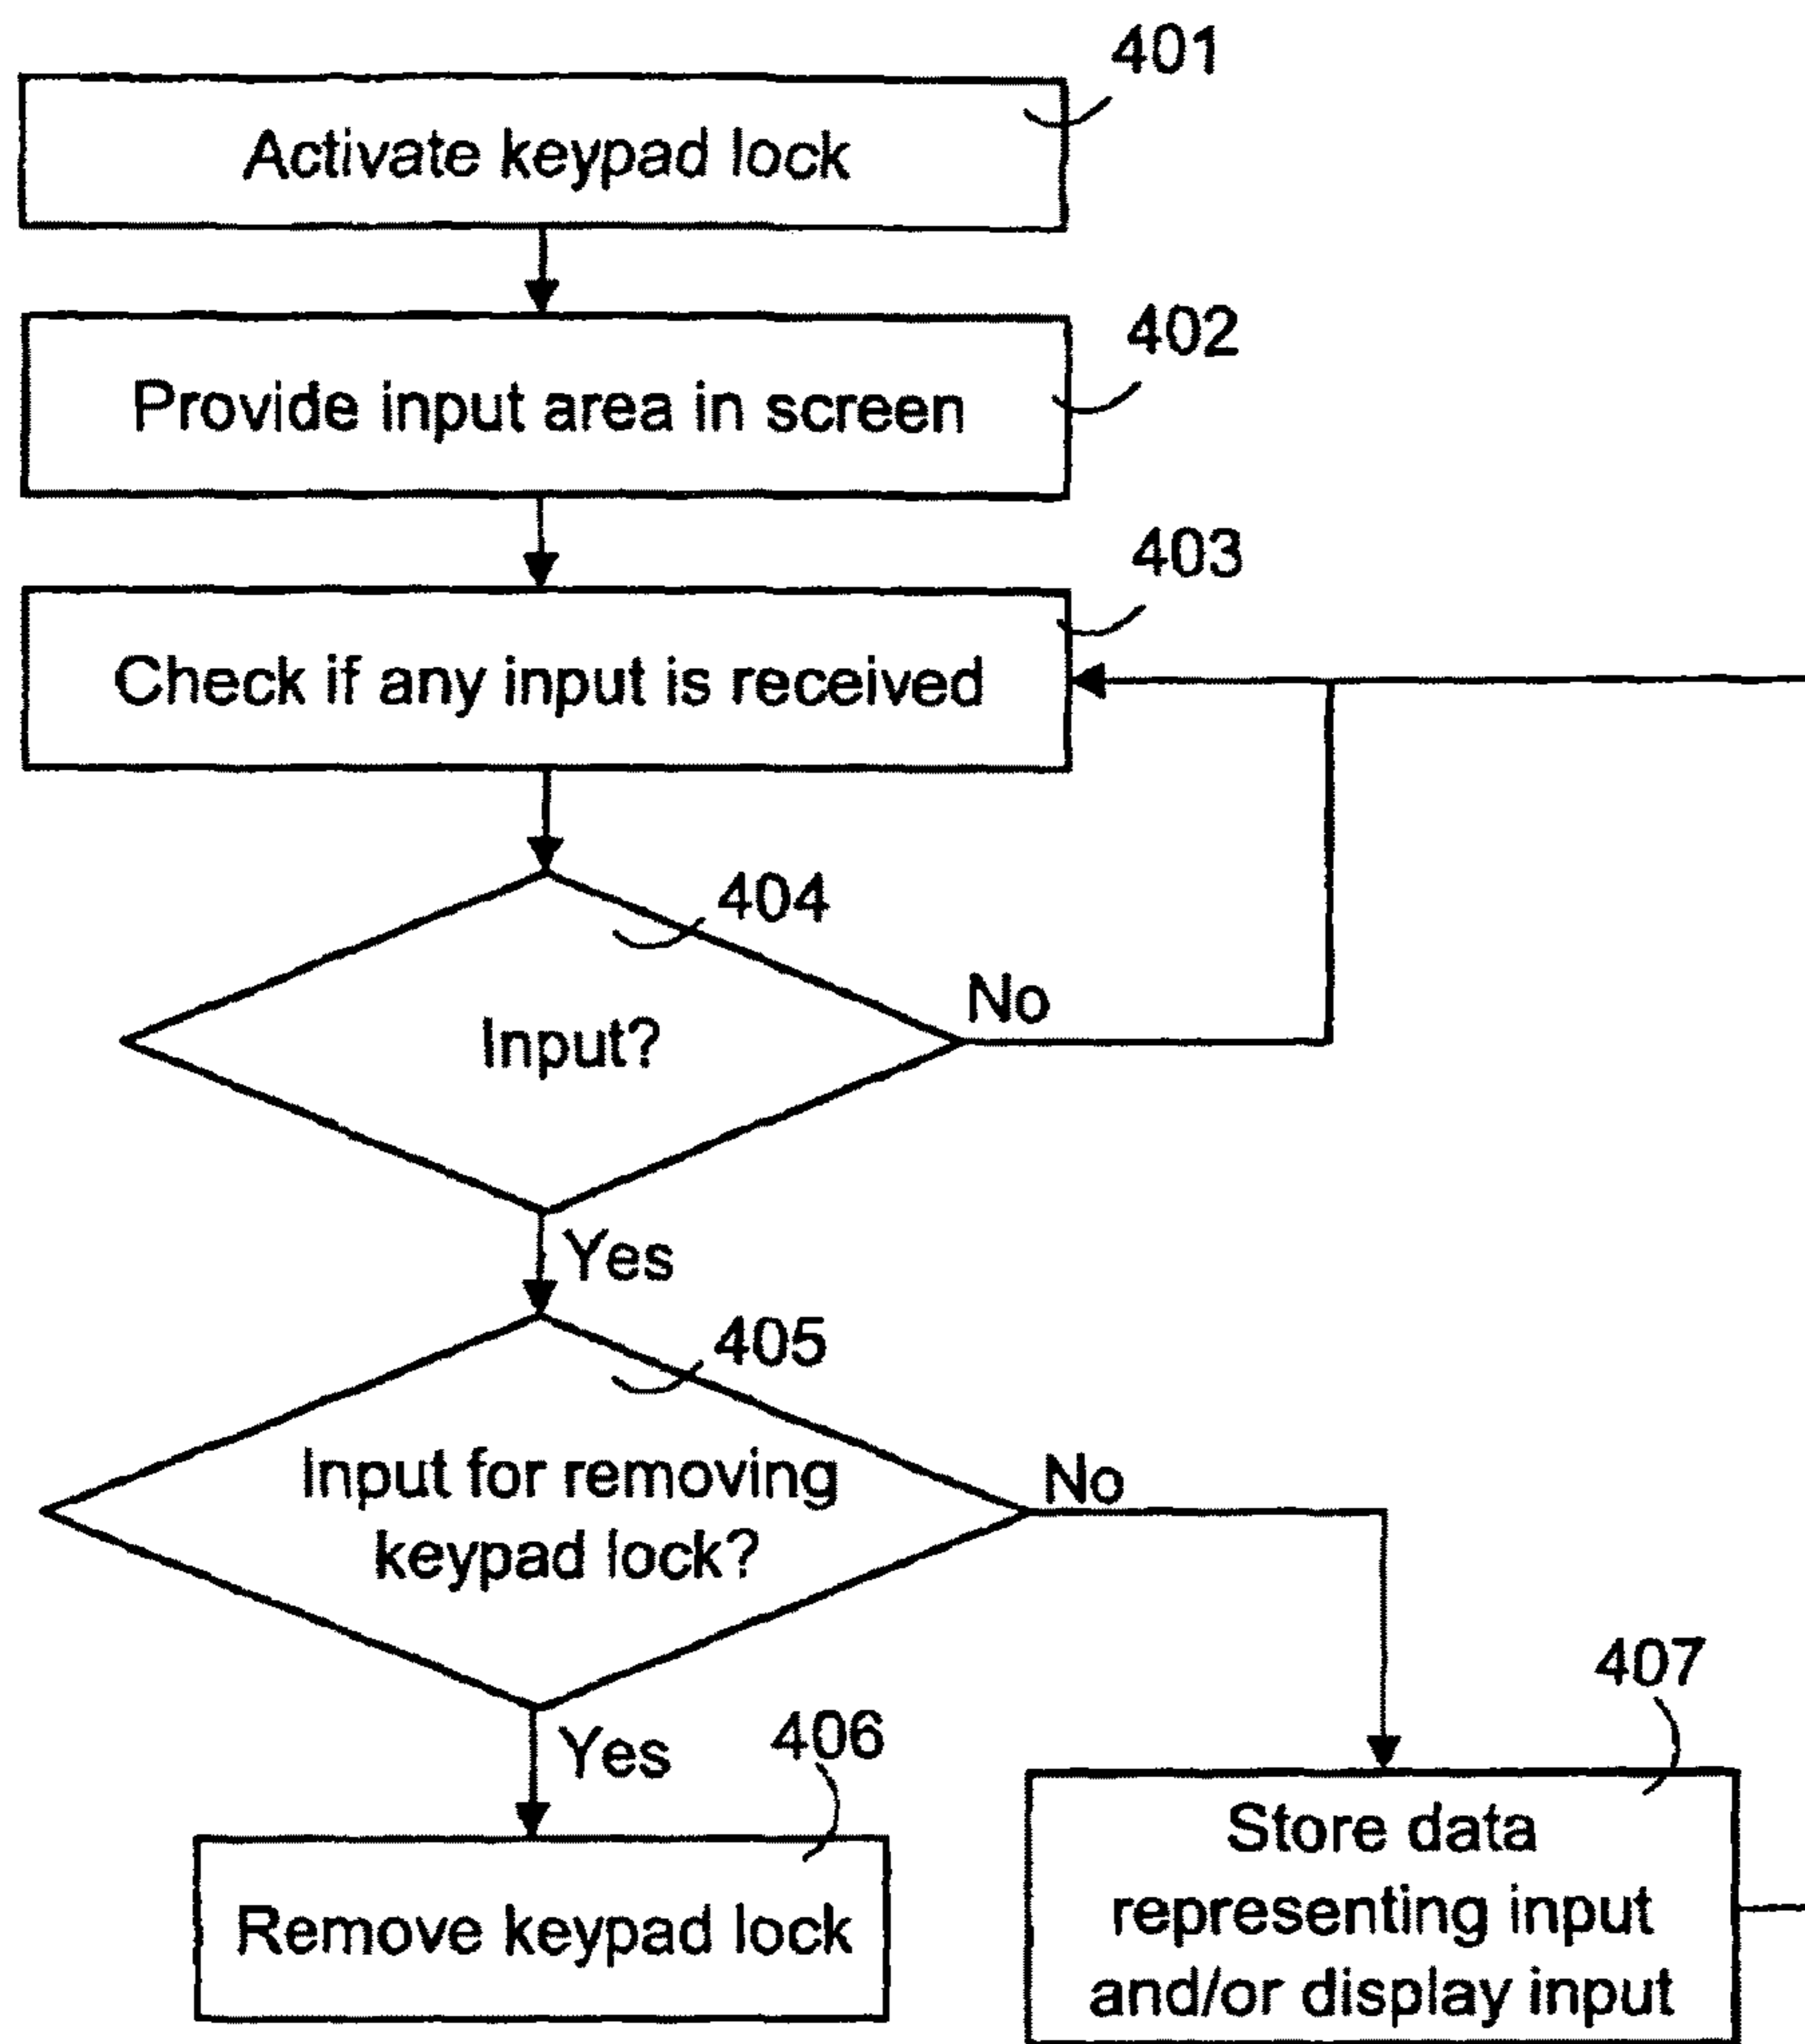 401
Activate keypad lock
402
Provide input area in screen
403
Check if any input is received
404
Input?
No
Yes
405
Input for removing
keypad lock?
No
Yes
406
Remove keypad lock
407
Store data
representing input
and/or display input